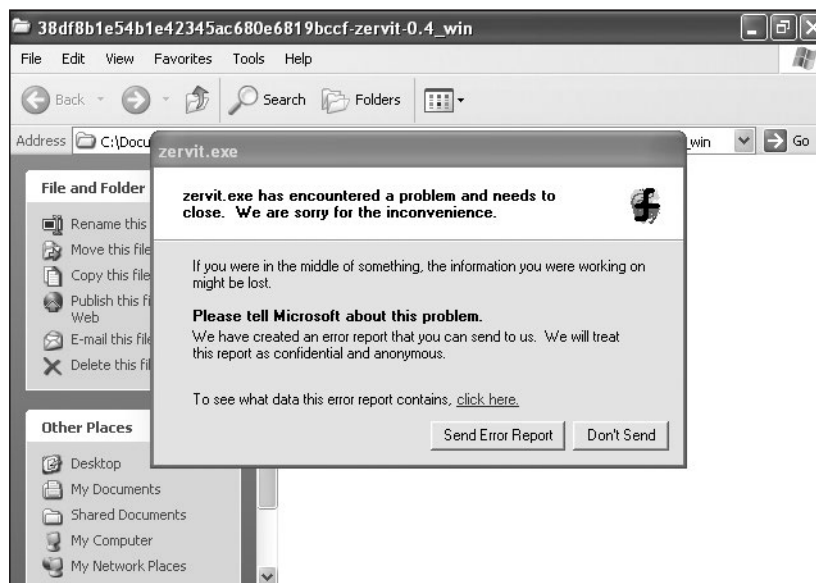 38df8b1e54b1e42345ac680e6819bccf-zervit-0.4_win
File Edit View Favorites Tools Help
Back Search Folders
Address C:\Docu _win Go
zervit.exe
zervit.exe has encountered a problem and needs to
close. We are sorry for the inconvenience.
If you were in the middle of something, the information you were working on
might be lost.
Please tell Microsoft about this problem.
We have created an error report that you can send to us. We will treat
this report as confidential and anonymous.
To see what data this error report contains, click here.
Send Error Report Don't Send
File and Folder
Rename this
Move this file
Copy this file
Publish this fi
Web
E-mail this file
Delete this fil
Other Places
Desktop
My Documents
Shared Documents
My Computer
My Network Places